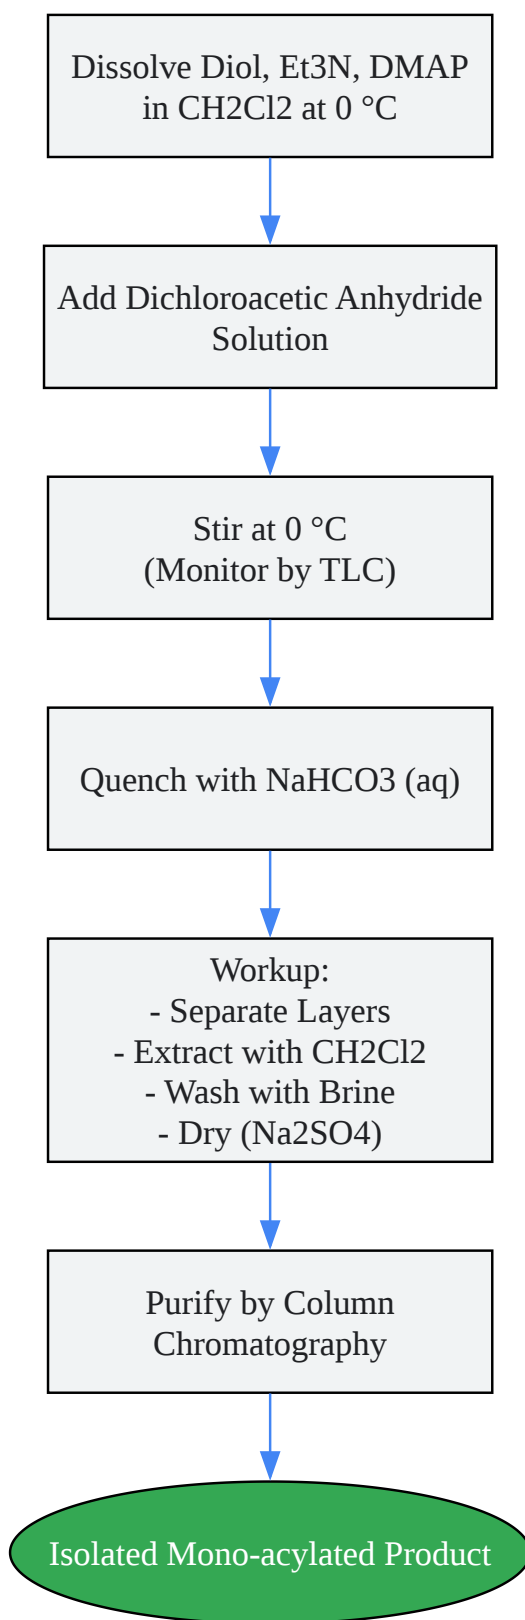 Dissolve Diol, Et3N, DMAP
in CH2Cl2 at 0 °C
Add Dichloroacetic Anhydride
Solution
Stir at 0 °C
(Monitor by TLC)
Quench with NaHCO3 (aq)
Workup:
- Separate Layers
- Extract with CH2Cl2
- Wash with Brine
- Dry (Na2SO4)
Purify by Column
Chromatography
Isolated Mono-acylated Product